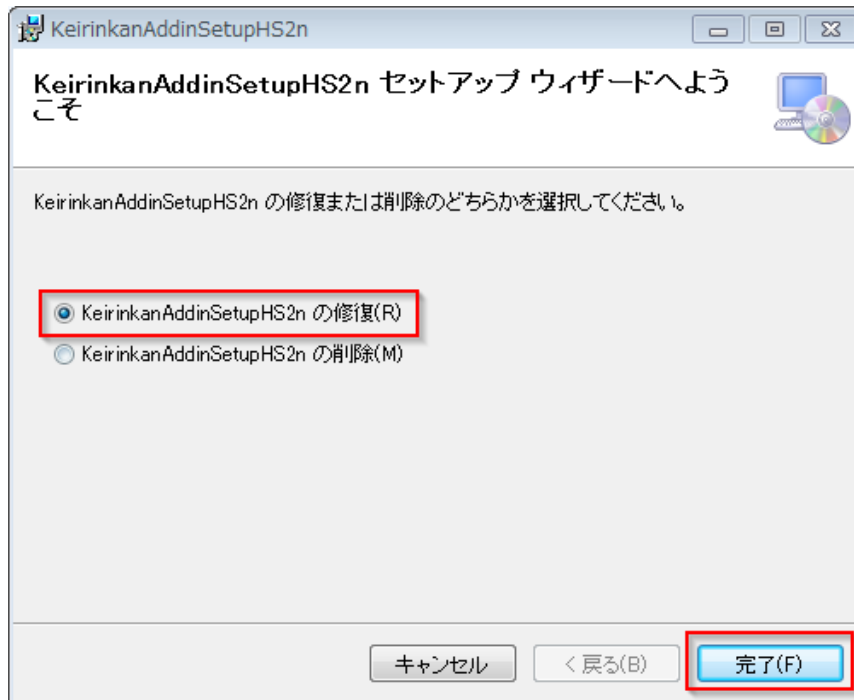 KeirinkanAddinSetupHS2n
KeirinkanAddinSetupHS2n セットアップ ウィザードへよう
こそ
KeirinkanAddinSetupHS2n の修復または削除のどちらかを選択してください。
KeirinkanAddinSetupHS2n の修復(R)
KeirinkanAddinSetupHS2n の削除(M)
キャンセル
< 戻る(B)
完了(F)